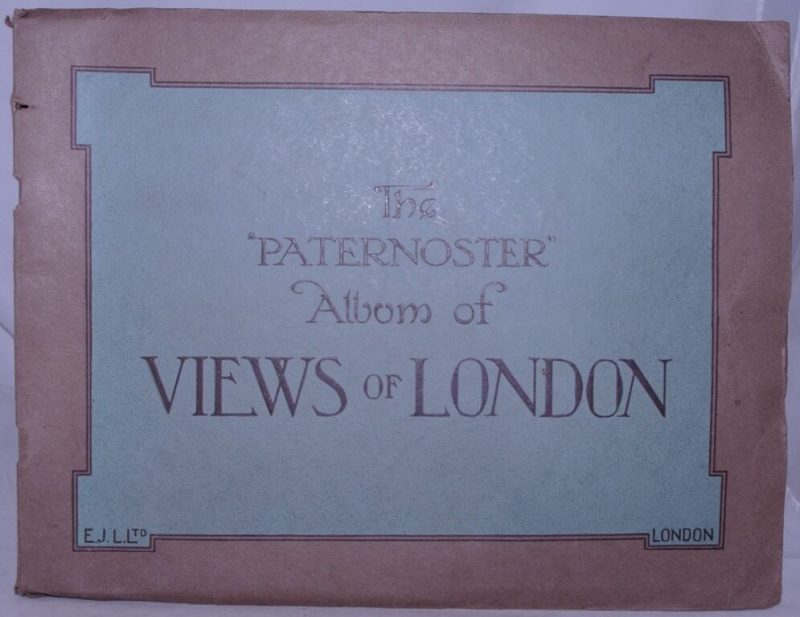 The
"PATERNOSTER"
Album of
VIEWS OF LONDON
E.J.L.LTD
LONDON